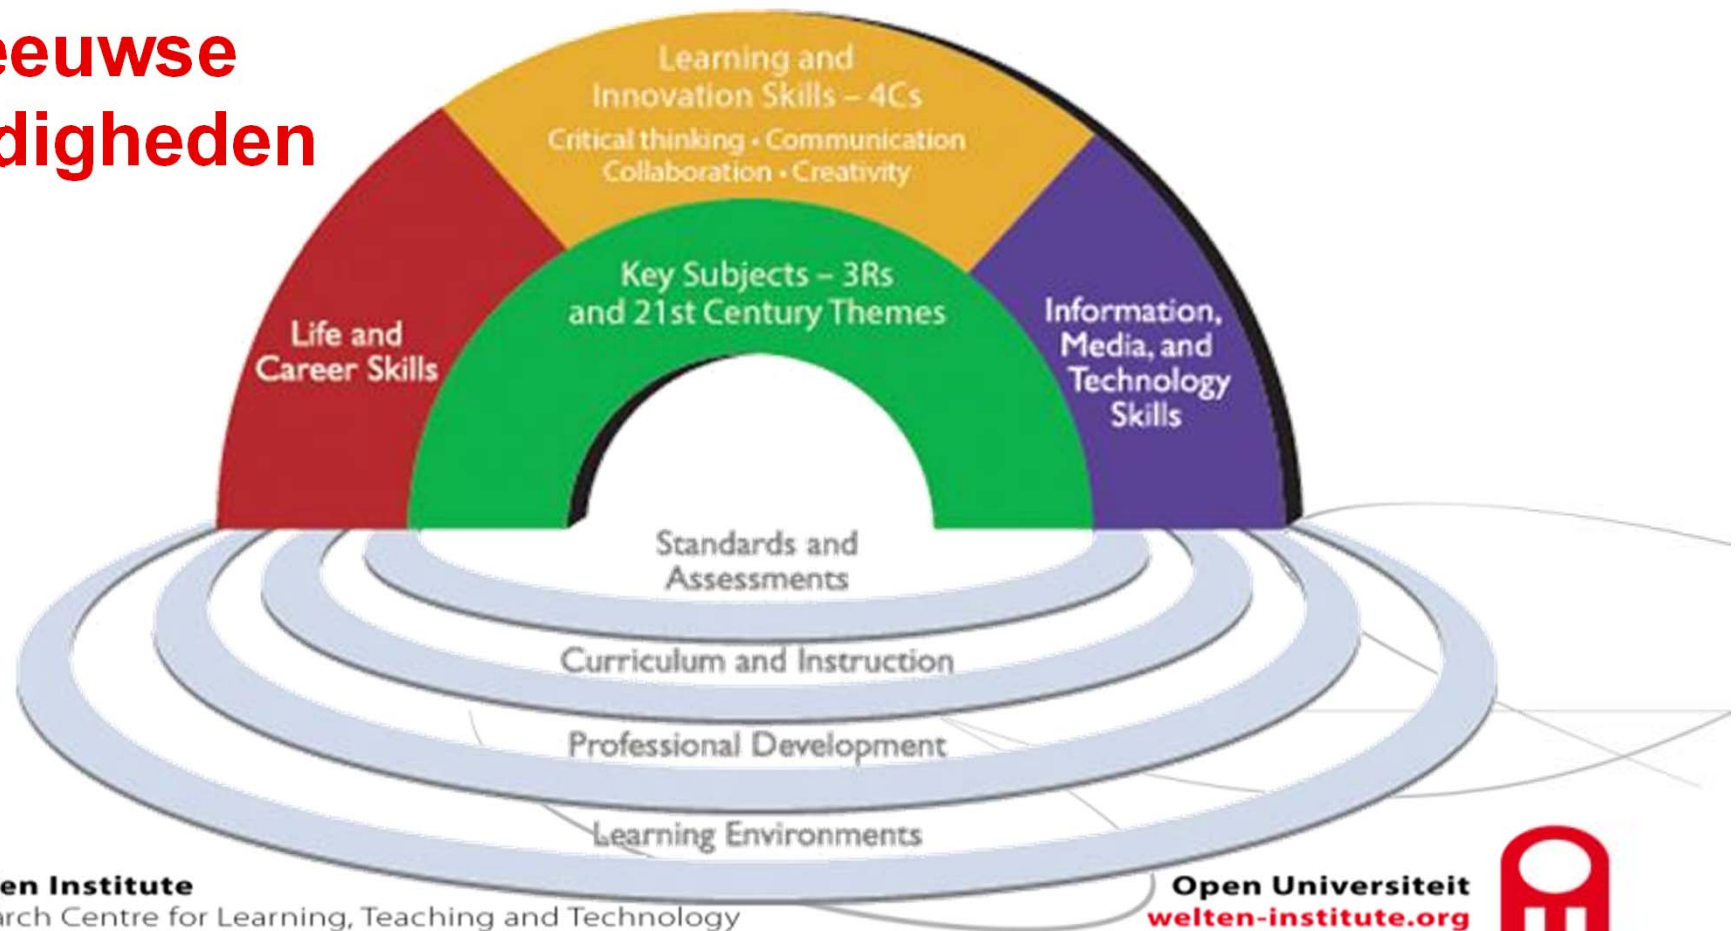 eeuwse
digheden
Learning and
Innovation Skills – 4Cs
Critical thinking • Communication
Collaboration • Creativity
Key Subjects – 3Rs
and 21st Century Themes
Life and
Career Skills
Information,
Media, and
Technology
Skills
Standards and
Assessments
Curriculum and Instruction
Professional Development
Learning Environments
en Institute
arch Centre for Learning, Teaching and Technology
Open Universiteit
welten-institute.org